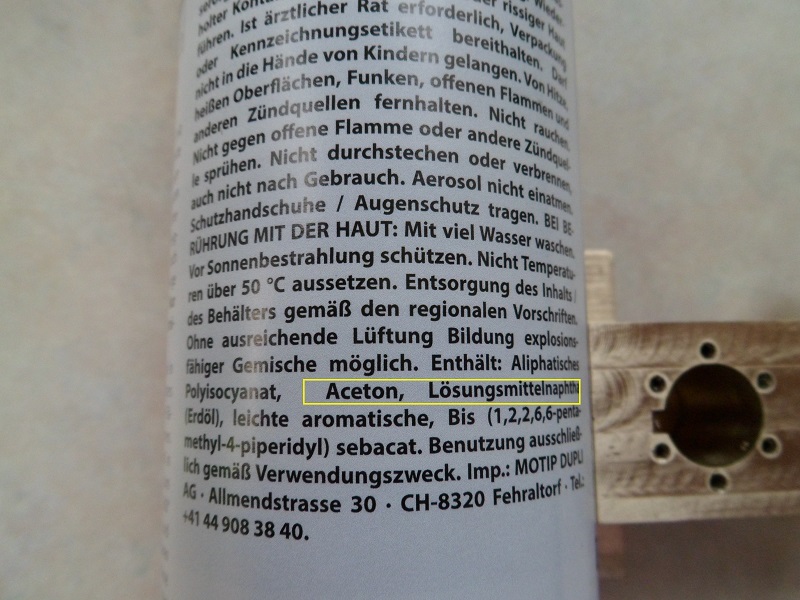 holter
der rissiger Haut
führen. Ist ärztlicher Rat erforderlich, Verpackung
oder Kennzeichnungsetikett bereithalten. Darf
nicht in die Hände von Kindern gelangen. Von Hitze,
heißen Oberflächen, Funken, offenen Flammen und
anderen Zündquellen fernhalten. Nicht rauchen.
Nicht gegen offene Flamme oder andere Zündquel-
le sprühen. Nicht durchstechen oder verbrennen,
auch nicht nach Gebrauch. Aerosol nicht einatmen.
Schutzhandschuhe / Augenschutz tragen. BEI BE-
RÜHRUNG MIT DER HAUT: Mit viel Wasser waschen.
Vor Sonnenbestrahlung schützen. Nicht Temperatu-
ren über 50 °C aussetzen. Entsorgung des Inhalts /
des Behälters gemäß den regionalen Vorschriften.
Ohne ausreichende Lüftung Bildung explosions-
fähiger Gemische möglich. Enthält: Aliphatisches
Polyisocyanat, Aceton, Lösungsmittelnaphtha
(Erdöl), leichte aromatische, Bis (1,2,2,6,6-penta-
methyl-4-piperidyl) sebacat. Benutzung ausschließ-
lich gemäß Verwendungszweck. Imp.: MOTIP DUPLI
AG · Allmendstrasse 30 · CH-8320 Fehraltorf · Tel.:
+41 44 908 38 40.